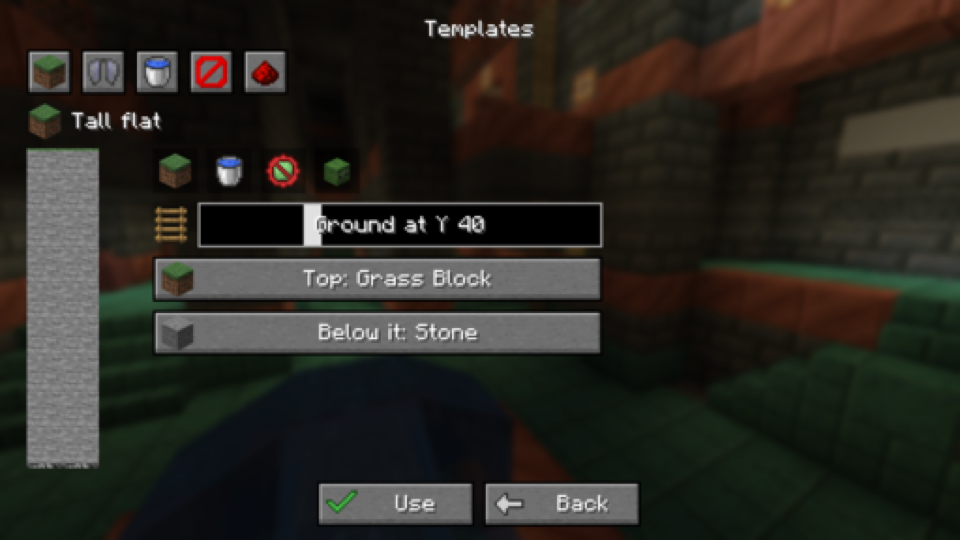 Templates
Tall flat
Ground at Y 40
Top: Grass Block
Below it: Stone
Use
Back